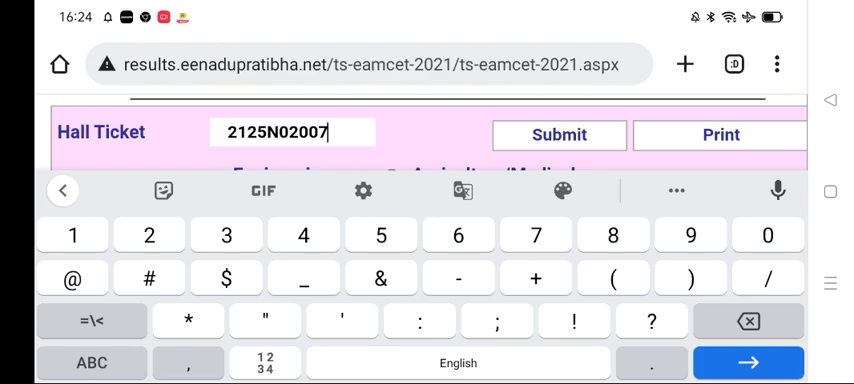 16:24
results.eenadupratibha.net/ts-eamcet-2021/ts-eamcet-2021.aspx
:D
Hall Ticket 2125N02007 Submit Print
GIF
1 2 3 4 5 6 7 8 9 0
@ # $ _ & - + ( ) /
=\< * " ' : ; ! ?
ABC , 12 34 English .